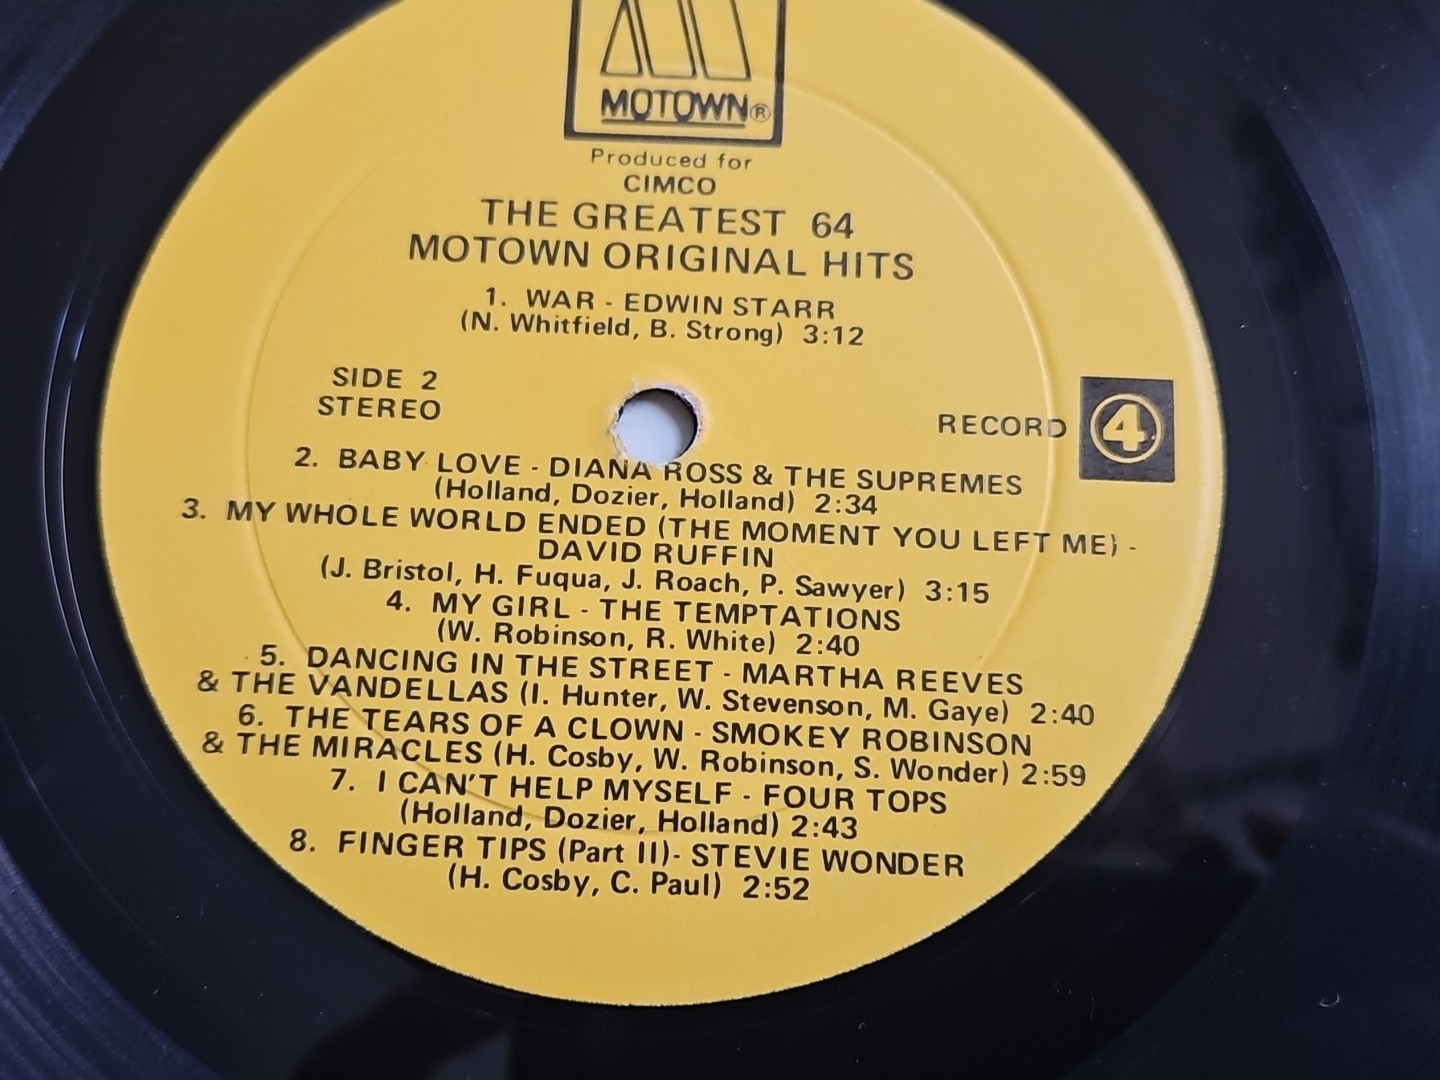 MOTOWN®
Produced for
CIMCO
THE GREATEST 64
MOTOWN ORIGINAL HITS
1. WAR - EDWIN STARR
(N. Whitfield, B. Strong) 3:12
SIDE 2
STEREO
RECORD 4
2. BABY LOVE - DIANA ROSS & THE SUPREMES
(Holland, Dozier, Holland) 2:34
3. MY WHOLE WORLD ENDED (THE MOMENT YOU LEFT ME) -
DAVID RUFFIN
(J. Bristol, H. Fuqua, J. Roach, P. Sawyer) 3:15
4. MY GIRL - THE TEMPTATIONS
(W. Robinson, R. White) 2:40
5. DANCING IN THE STREET - MARTHA REEVES
& THE VANDELLAS (I. Hunter, W. Stevenson, M. Gaye) 2:40
6. THE TEARS OF A CLOWN - SMOKEY ROBINSON
& THE MIRACLES (H. Cosby, W. Robinson, S. Wonder) 2:59
7. I CAN'T HELP MYSELF - FOUR TOPS
(Holland, Dozier, Holland) 2:43
8. FINGER TIPS (Part II)- STEVIE WONDER
(H. Cosby, C. Paul) 2:52